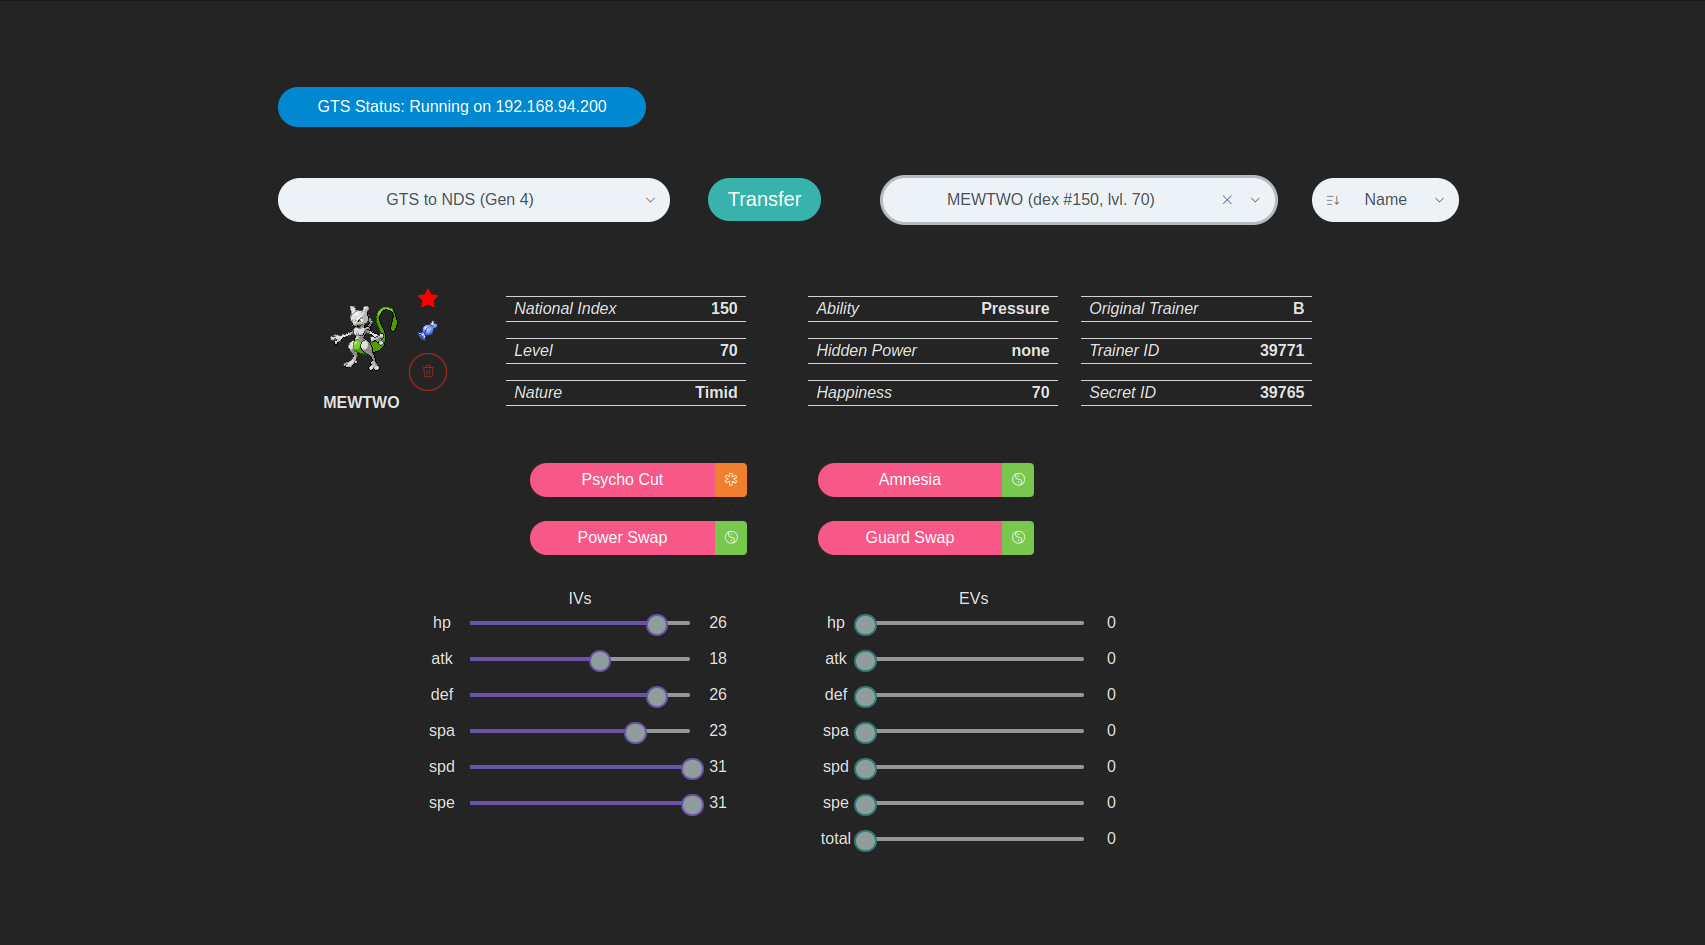 GTS Status: Running on 192.168.94.200
GTS to NDS (Gen 4)
Transfer
MEWTWO (dex #150, lvl. 70)
Name
MEWTWO
National Index 150
Level 70
Nature Timid
Ability Pressure
Hidden Power none
Happiness 70
Original Trainer B
Trainer ID 39771
Secret ID 39765
Psycho Cut
Amnesia
Power Swap
Guard Swap
IVs
hp 26
atk 18
def 26
spa 23
spd 31
spe 31
EVs
hp 0
atk 0
def 0
spa 0
spd 0
spe 0
total 0